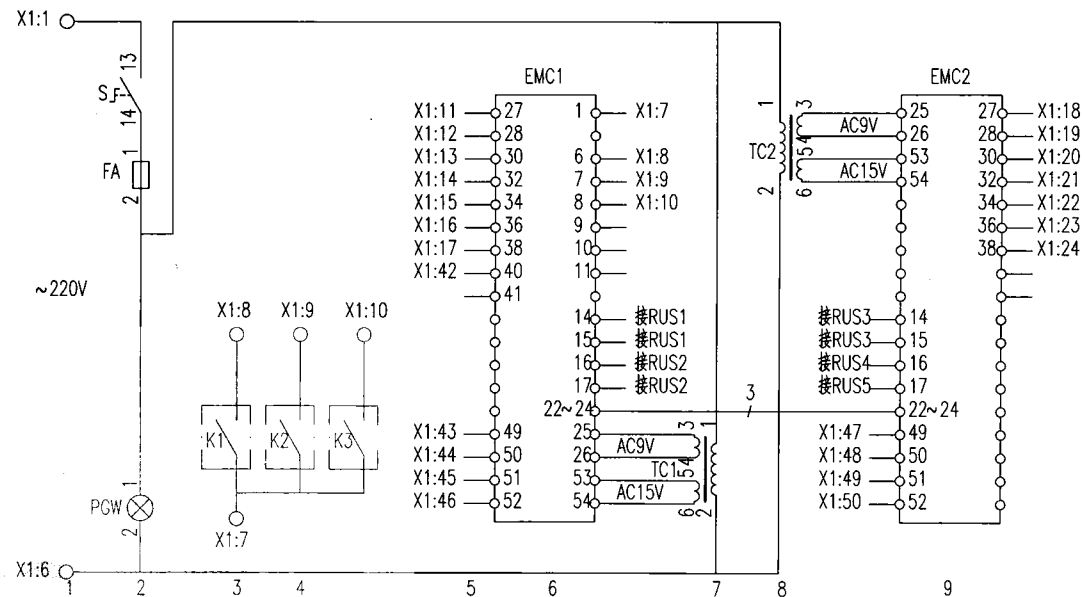 X1:1
13
S
14
1
FA
2
~220V
1
PGW
2
X1:6
X1:8 X1:9 X1:10
K1 K2 K3
X1:7
EMC1
X1:11 27 1 X1:7
X1:12 28
X1:13 30 6 X1:8
X1:14 32 7 X1:9
X1:15 34 8 X1:10
X1:16 36 9
X1:17 38 10
X1:42 40 11
41
14 接RUS1
15 接RUS1
16 接RUS2
17 接RUS2
22~24
X1:43 49 25
X1:44 50 26
X1:45 51 53
X1:46 52 54
AC9V
AC15V
3
54
6
TC1
1
2
3
1
TC2
2
3
54
6
AC9V
AC15V
EMC2
25 27 X1:18
26 28 X1:19
53 30 X1:20
54 32 X1:21
34 X1:22
36 X1:23
38 X1:24
接RUS3 14
接RUS3 15
接RUS4 16
接RUS5 17
22~24
X1:47 49
X1:48 50
X1:49 51
X1:50 52
1 2 3 4 5 6 7 8 9